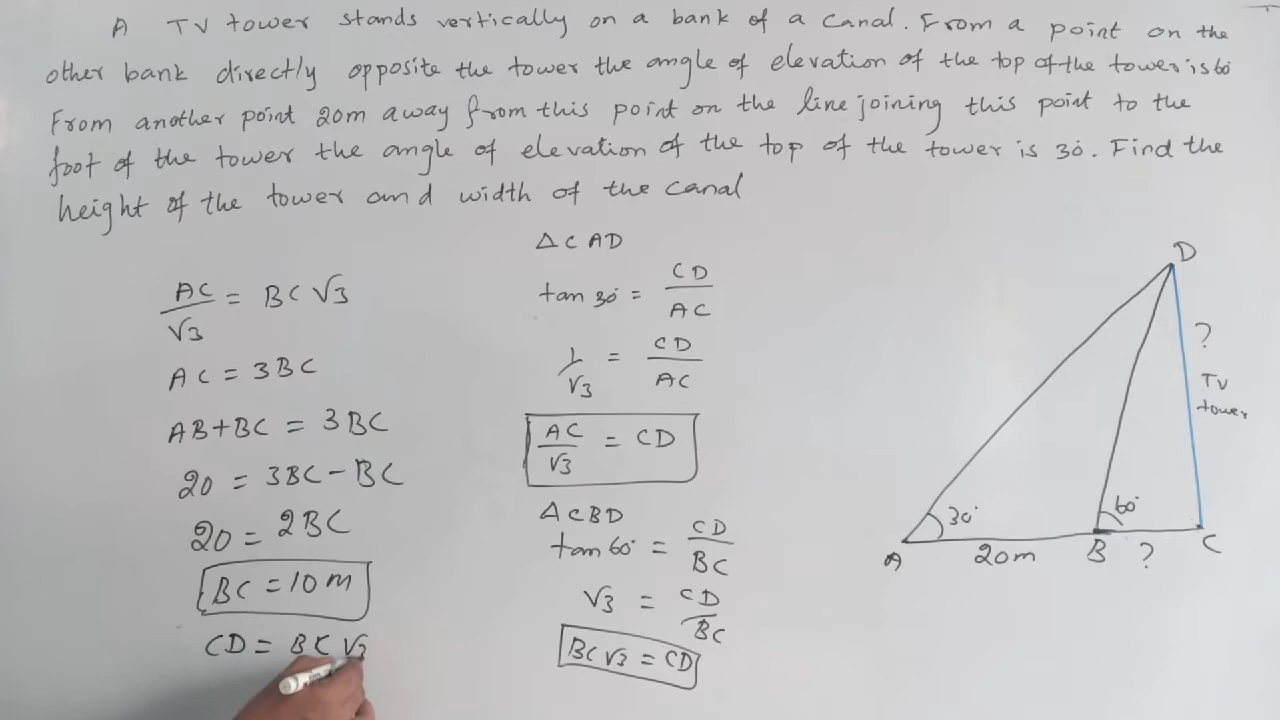 A TV tower stands vertically on a bank of a canal. From a point on the
other bank directly opposite the tower the angle of elevation of the top of the tower is 60
From another point 20m away from this point on the line joining this point to the
foot of the tower the angle of elevation of the top of the tower is 30°. Find the
height of the tower and width of the canal
AC/√3 = BC√3
AC = 3BC
AB+BC = 3BC
20 = 3BC-BC
20 = 2BC
BC = 10m
CD = BC √3
△CAD
tan 30° = CD/AC
1/√3 = CD/AC
AC/√3 = CD
△CBD
tan 60° = CD/BC
√3 = CD/BC
BC√3 = CD
D
?
TV
tower
30°
60°
A 20m B ? C